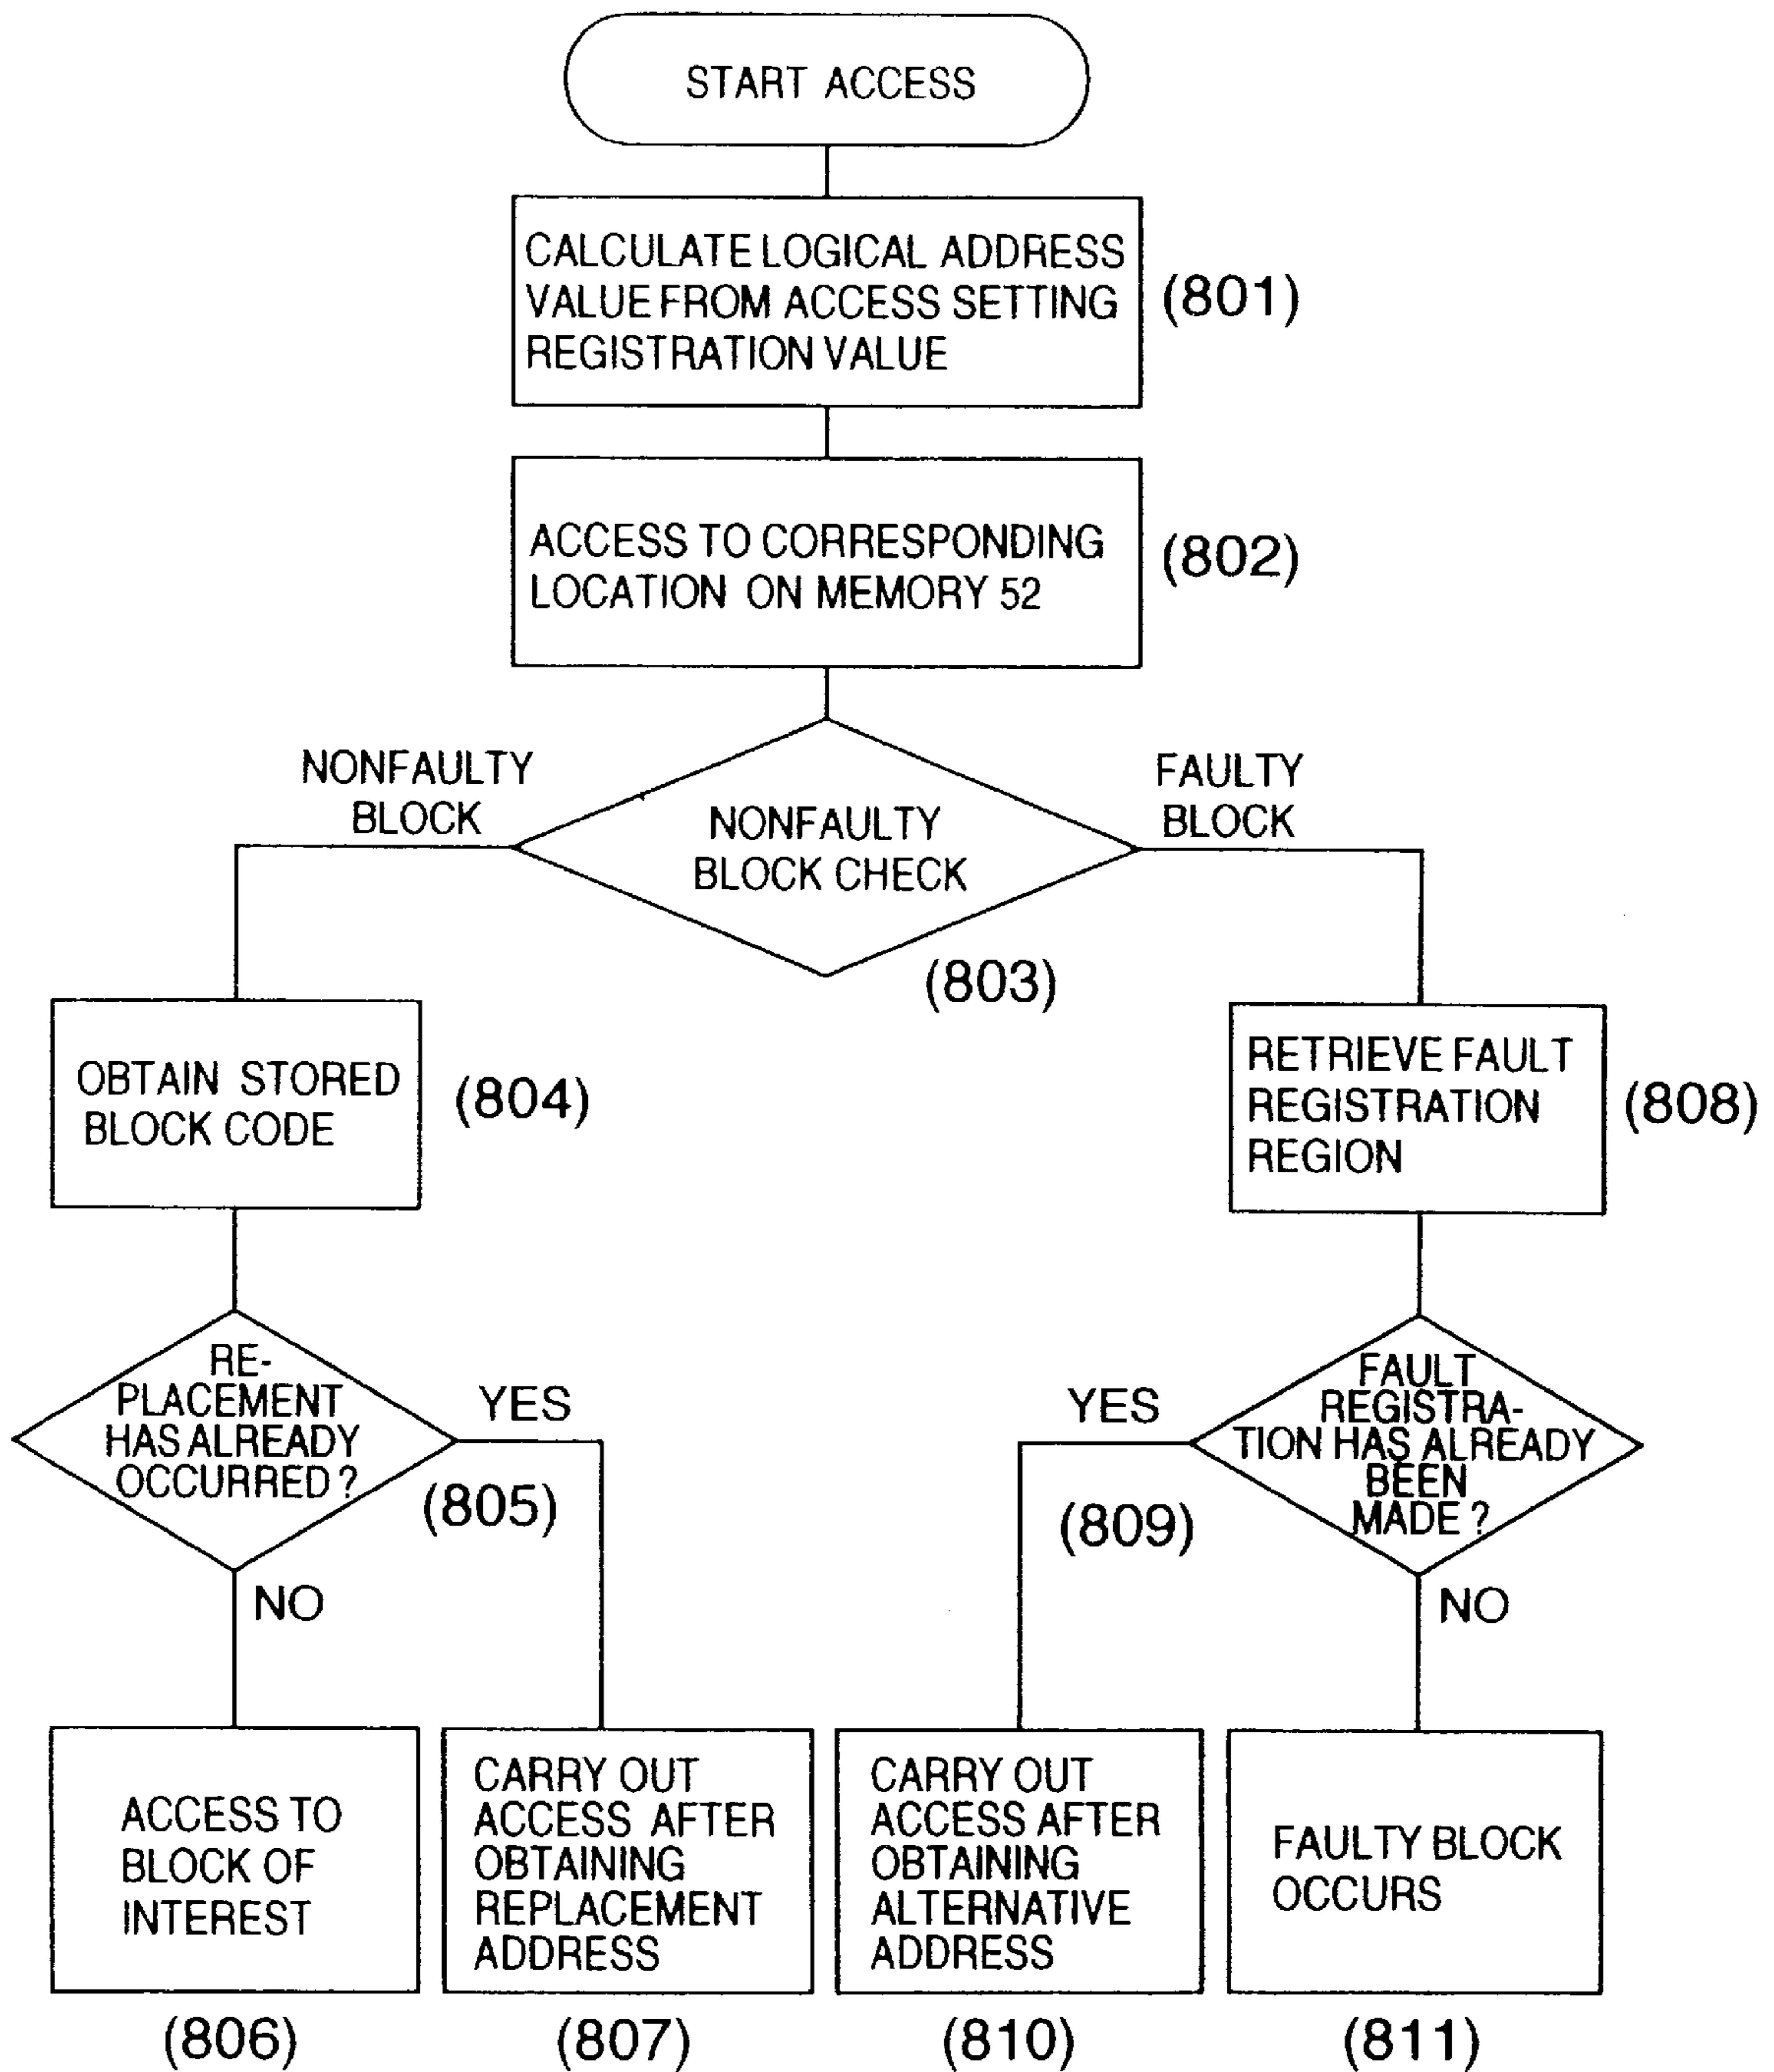 START ACCESS
CALCULATE LOGICAL ADDRESS
VALUE FROM ACCESS SETTING
REGISTRATION VALUE
(801)
ACCESS TO CORRESPONDING
LOCATION ON MEMORY 52
(802)
NONFAULTY
BLOCK
FAULTY
BLOCK
NONFAULTY
BLOCK CHECK
(803)
OBTAIN STORED
BLOCK CODE
(804)
RETRIEVE FAULT
REGISTRATION
REGION
(808)
RE-
PLACEMENT
HAS ALREADY
OCCURRED ?
YES
(805)
NO
FAULT
REGISTRA-
TION HAS ALREADY
BEEN
MADE ?
YES
(809)
NO
ACCESS TO
BLOCK OF
INTEREST
(806)
CARRY OUT
ACCESS AFTER
OBTAINING
REPLACEMENT
ADDRESS
(807)
CARRY OUT
ACCESS AFTER
OBTAINING
ALTERNATIVE
ADDRESS
(810)
FAULTY BLOCK
OCCURS
(811)